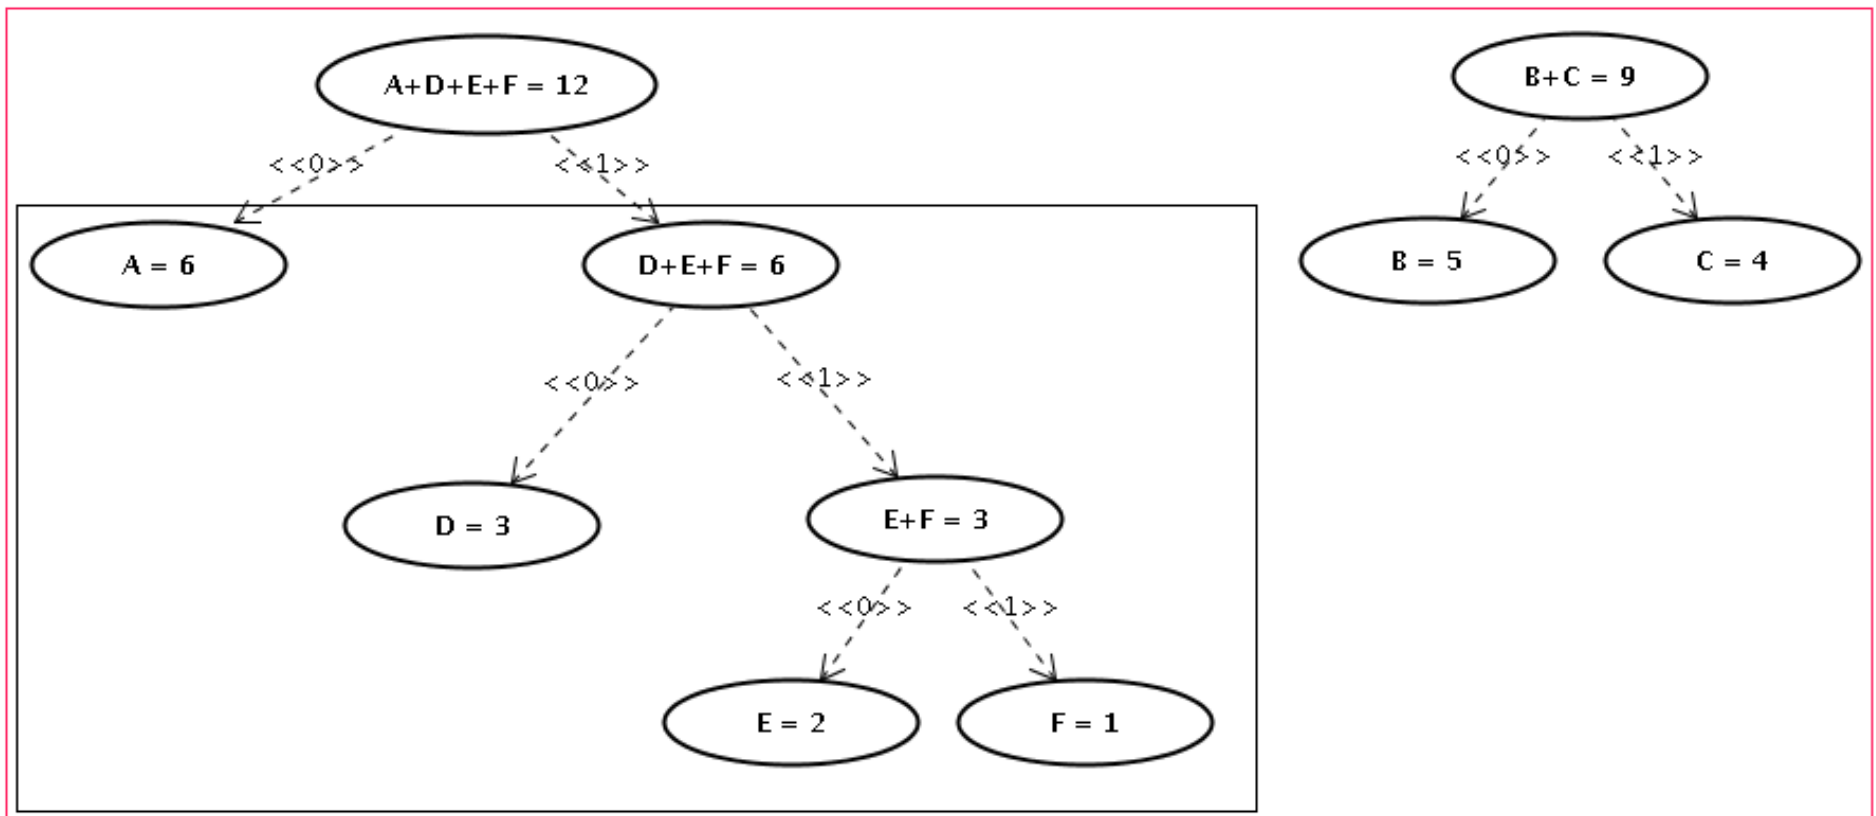 A+D+E+F = 12
B+C = 9
<<0>>
<<1>>
<<0>>
<<1>>
A = 6
D+E+F = 6
B = 5
C = 4
<<0>>
<<1>>
D = 3
E+F = 3
<<0>>
<<1>>
E = 2
F = 1